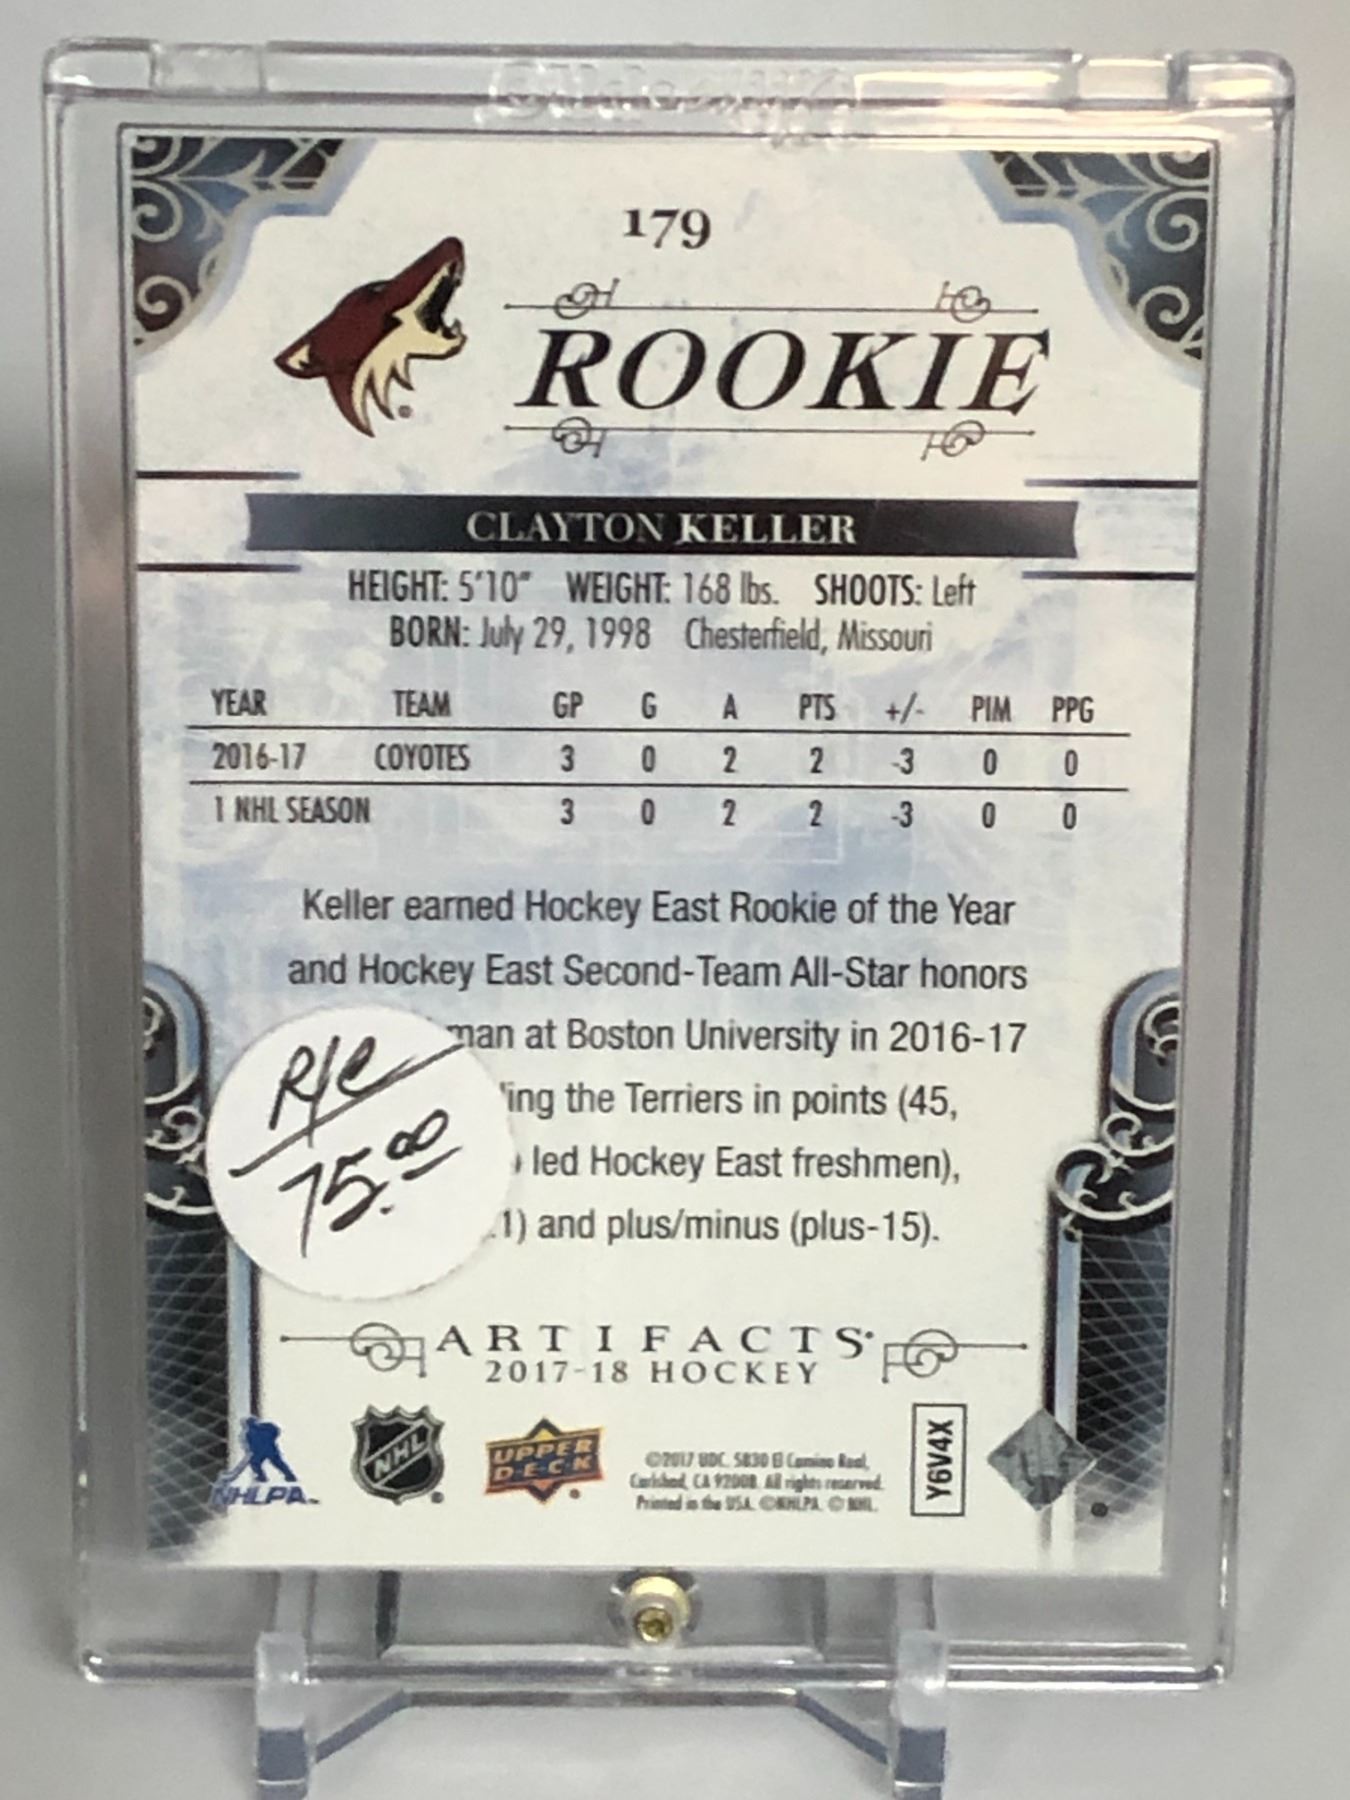 179
ROOKIE
CLAYTON KELLER
HEIGHT: 5'10" WEIGHT: 168 lbs. SHOOTS: Left
BORN: July 29, 1998 Chesterfield, Missouri
YEAR TEAM GP G A PTS +/- PIM PPG
2016-17 COYOTES 3 0 2 2 -3 0 0
1 NHL SEASON 3 0 2 2 -3 0 0
Keller earned Hockey East Rookie of the Year
and Hockey East Second-Team All-Star honors
man at Boston University in 2016-17
ing the Terriers in points (45,
led Hockey East freshmen),
1) and plus/minus (plus-15).
R/C
75.00
ARTIFACTS
2017-18 HOCKEY
NHLPA
NHL
UPPER
DECK
©2017 UDC. 5830 El Camino Real,
Carlsbad, CA 92008. All rights reserved.
Printed in the USA. ©NHLPA. © NHL.
Y6V4X